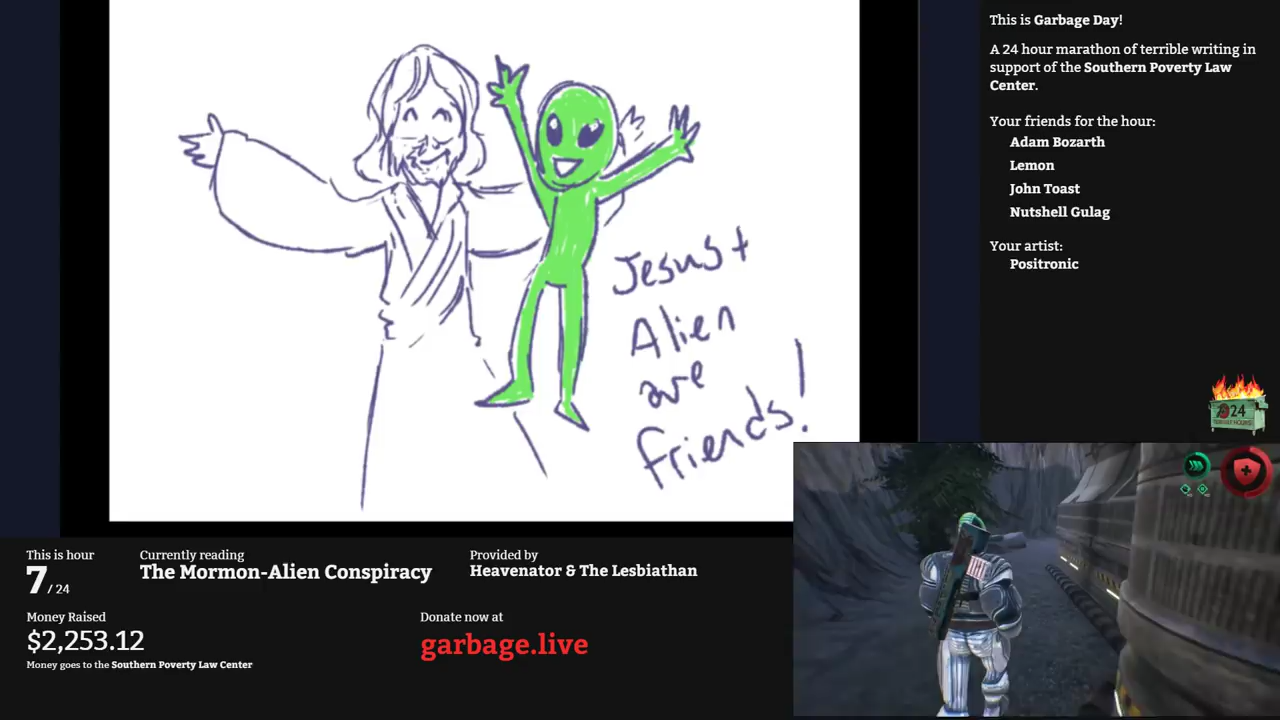 Jesus +
Alien
are
friends!
This is Garbage Day!
A 24 hour marathon of terrible writing in
support of the Southern Poverty Law
Center.
Your friends for the hour:
Adam Bozarth
Lemon
John Toast
Nutshell Gulag
Your artist:
Positronic
This is hour
7 / 24
Currently reading
The Mormon-Alien Conspiracy
Provided by
Heavenator & The Lesbiathan
Money Raised
$2,253.12
Money goes to the Southern Poverty Law Center
Donate now at
garbage.live